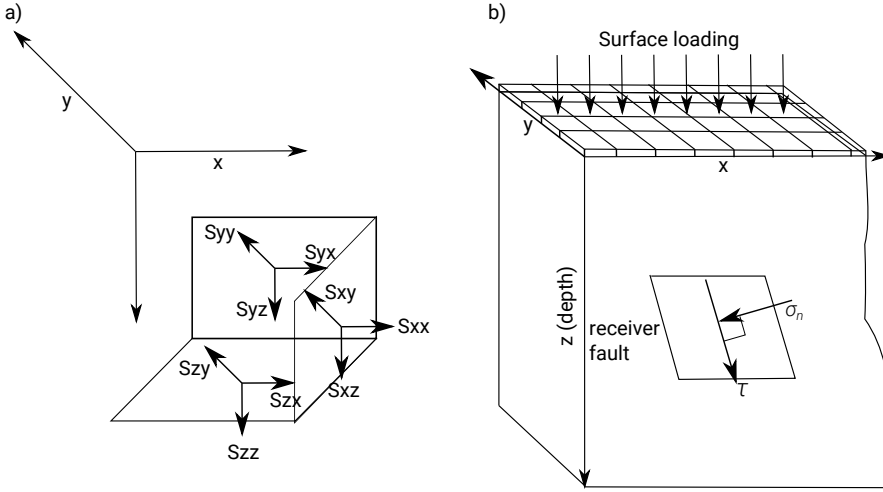 a)
y
x
Syy
Syx
Syz
Sxy
Sxx
Sxz
Szy
Szx
Szz
b)
Surface loading
y
x
z (depth)
receiver
fault
σn
τ